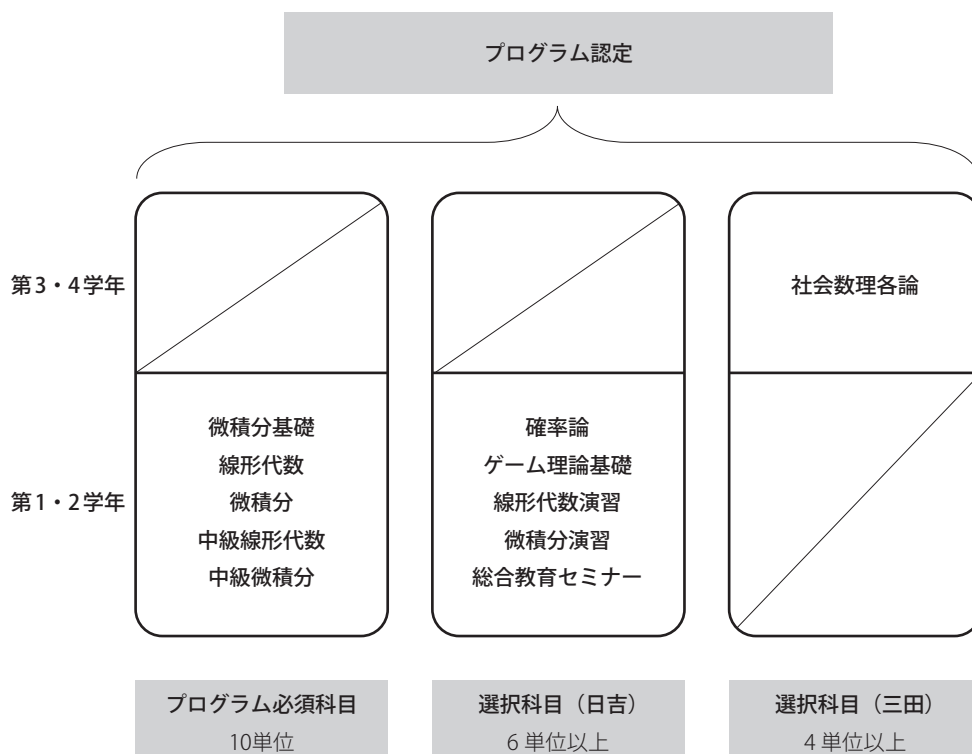 プログラム認定
第3・4学年
社会数理各論
第1・2学年
微積分基礎
線形代数
微積分
中級線形代数
中級微積分
確率論
ゲーム理論基礎
線形代数演習
微積分演習
総合教育セミナー
プログラム必須科目
10単位
選択科目（日吉）
6単位以上
選択科目（三田）
4単位以上